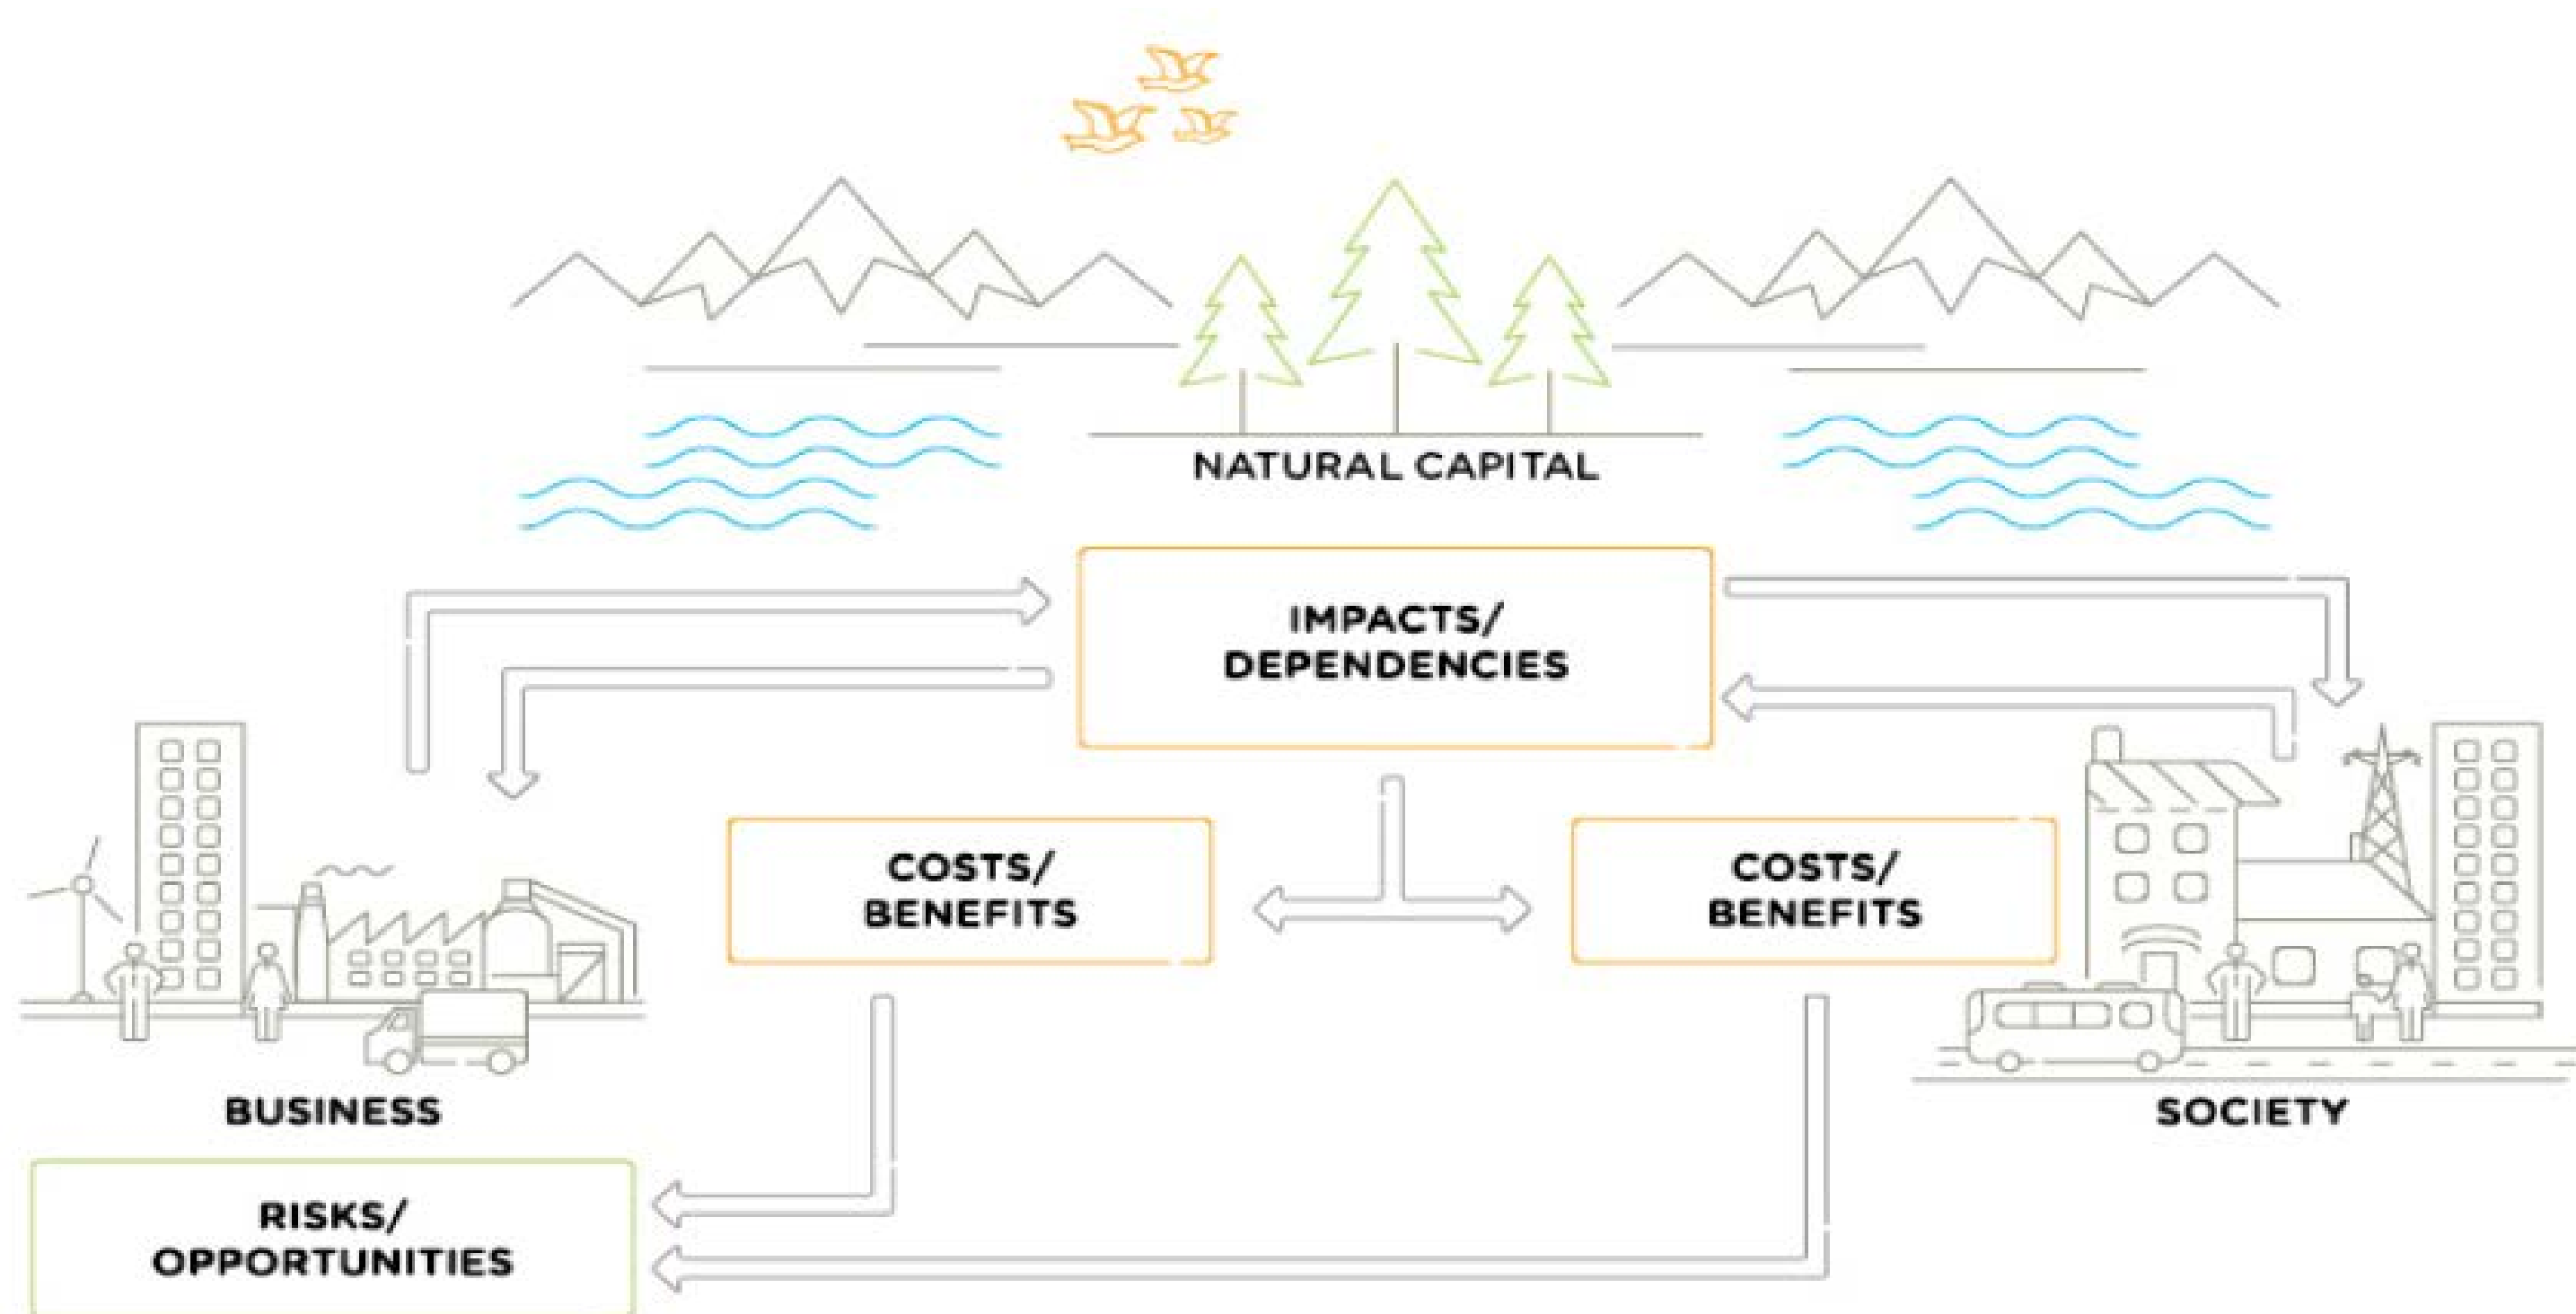 NATURAL CAPITAL
IMPACTS/
DEPENDENCIES
COSTS/
BENEFITS
COSTS/
BENEFITS
BUSINESS
SOCIETY
RISKS/
OPPORTUNITIES